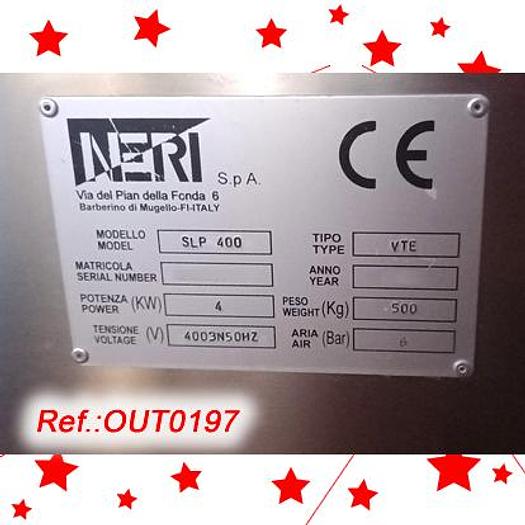 NERI S.p A.
CE
Via del Pian della Fonda 6
Barberino di Mugello-FI-ITALY
MODELLO
MODEL
SLP 400
TIPO
TYPE
VTE
MATRICOLA
SERIAL NUMBER
ANNO
YEAR
POTENZA
POWER (KW)
4
PESO
WEIGHT (Kg)
500
TENSIONE
VOLTAGE (V)
4003N50HZ
ARIA
AIR (Bar)
6
Ref.:OUT0197